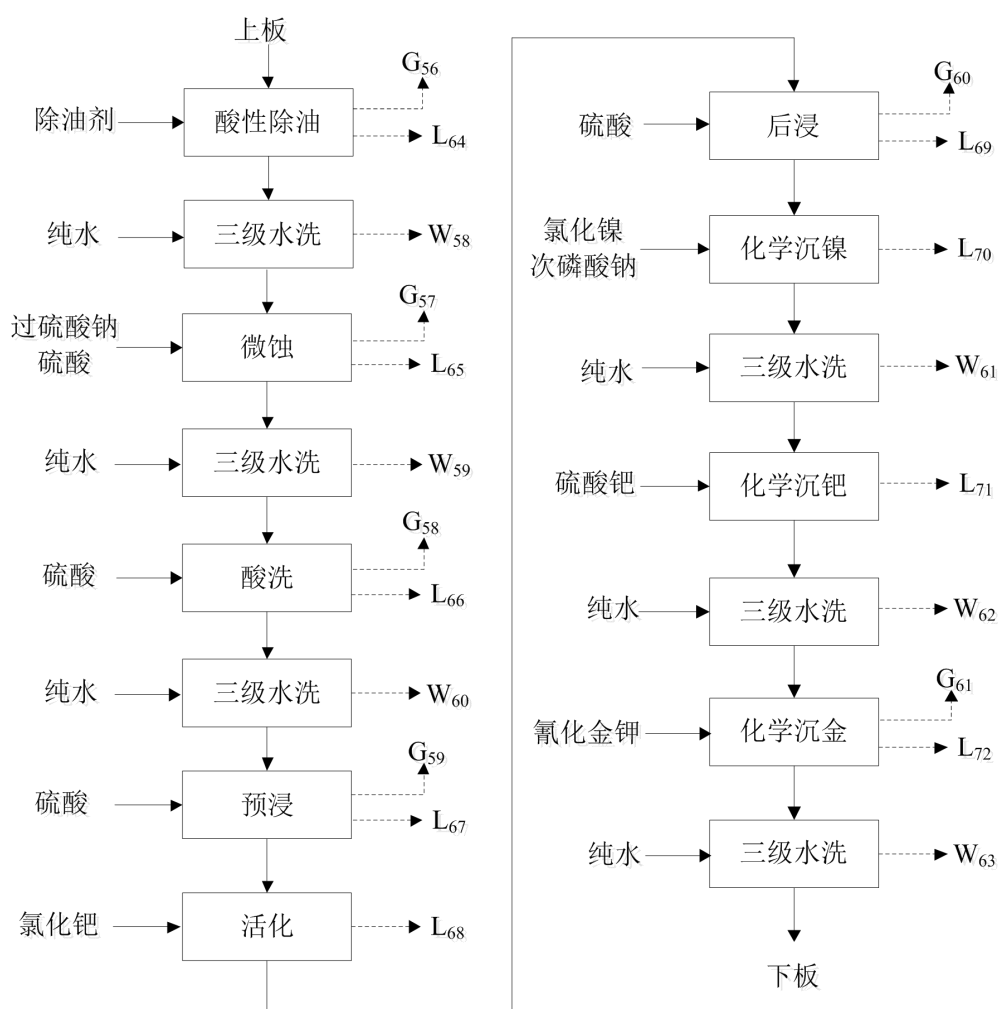 上板
G56
除油剂
酸性除油
L64
纯水
三级水洗
W58
G57
过硫酸钠
硫酸
微蚀
L65
纯水
三级水洗
W59
G58
硫酸
酸洗
L66
纯水
三级水洗
W60
G59
硫酸
预浸
L67
氯化钯
活化
L68
G60
硫酸
后浸
L69
氯化镍
次磷酸钠
化学沉镍
L70
纯水
三级水洗
W61
硫酸钯
化学沉钯
L71
纯水
三级水洗
W62
G61
氰化金钾
化学沉金
L72
纯水
三级水洗
W63
下板